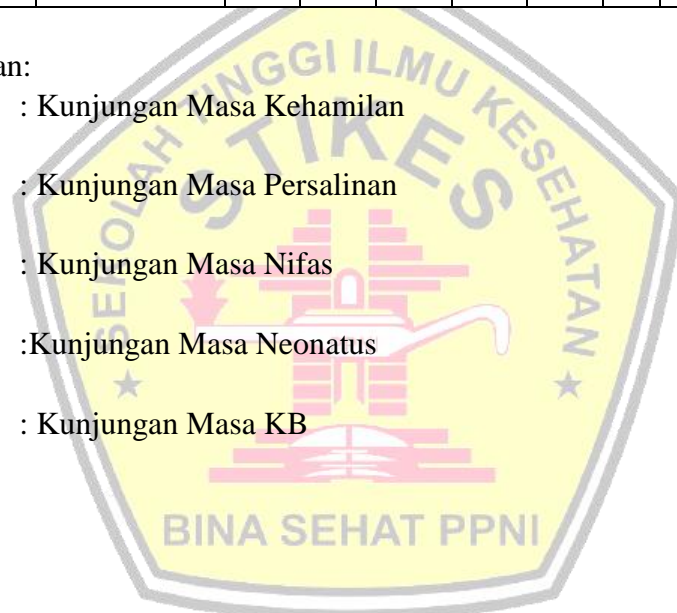 an:
: Kunjungan Masa Kehamilan
: Kunjungan Masa Persalinan
: Kunjungan Masa Nifas
:Kunjungan Masa Neonatus
: Kunjungan Masa KB
SEKOLAH TINGGI ILMU KESEHATAN
STIKES
BINA SEHAT PPNI